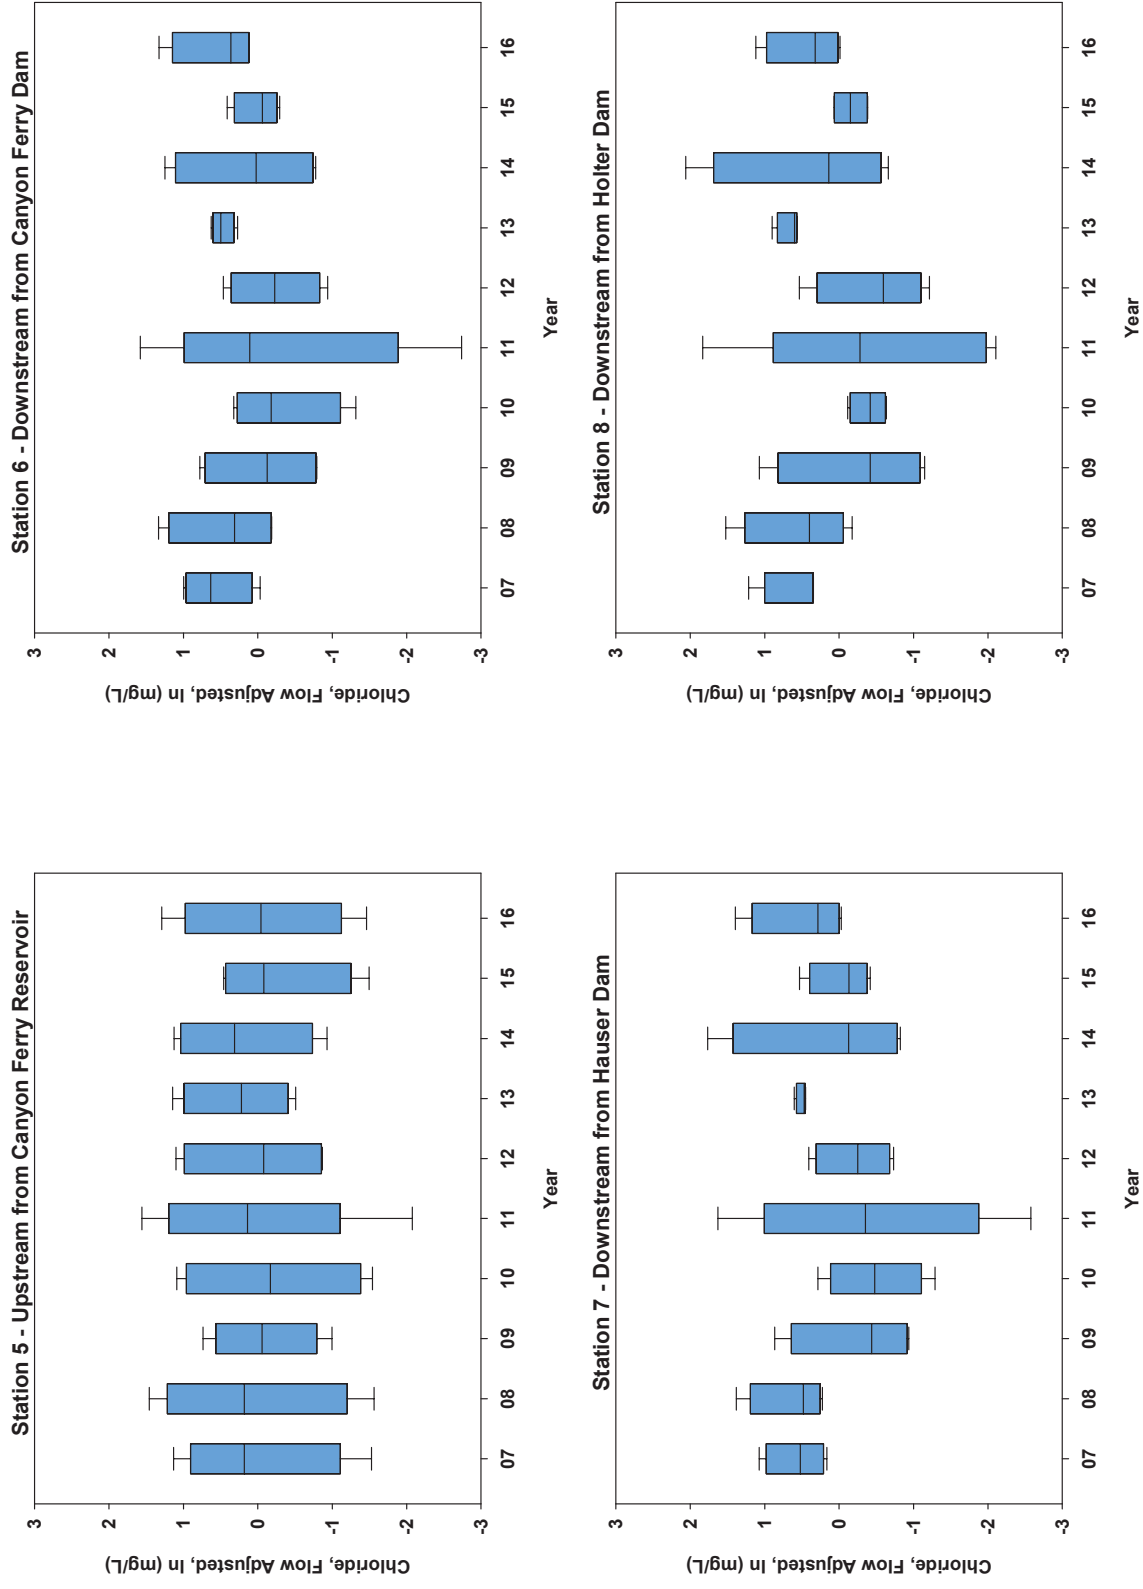 Station 5 - Upstream from Canyon Ferry Reservoir
Chloride, Flow Adjusted, ln (mg/L)
3
2
1
0
-1
-2
-3
07 08 09 10 11 12 13 14 15 16
Year
Station 6 - Downstream from Canyon Ferry Dam
Chloride, Flow Adjusted, ln (mg/L)
3
2
1
0
-1
-2
-3
07 08 09 10 11 12 13 14 15 16
Year
Station 7 - Downstream from Hauser Dam
Chloride, Flow Adjusted, ln (mg/L)
3
2
1
0
-1
-2
-3
07 08 09 10 11 12 13 14 15 16
Year
Station 8 - Downstream from Holter Dam
Chloride, Flow Adjusted, ln (mg/L)
3
2
1
0
-1
-2
-3
07 08 09 10 11 12 13 14 15 16
Year